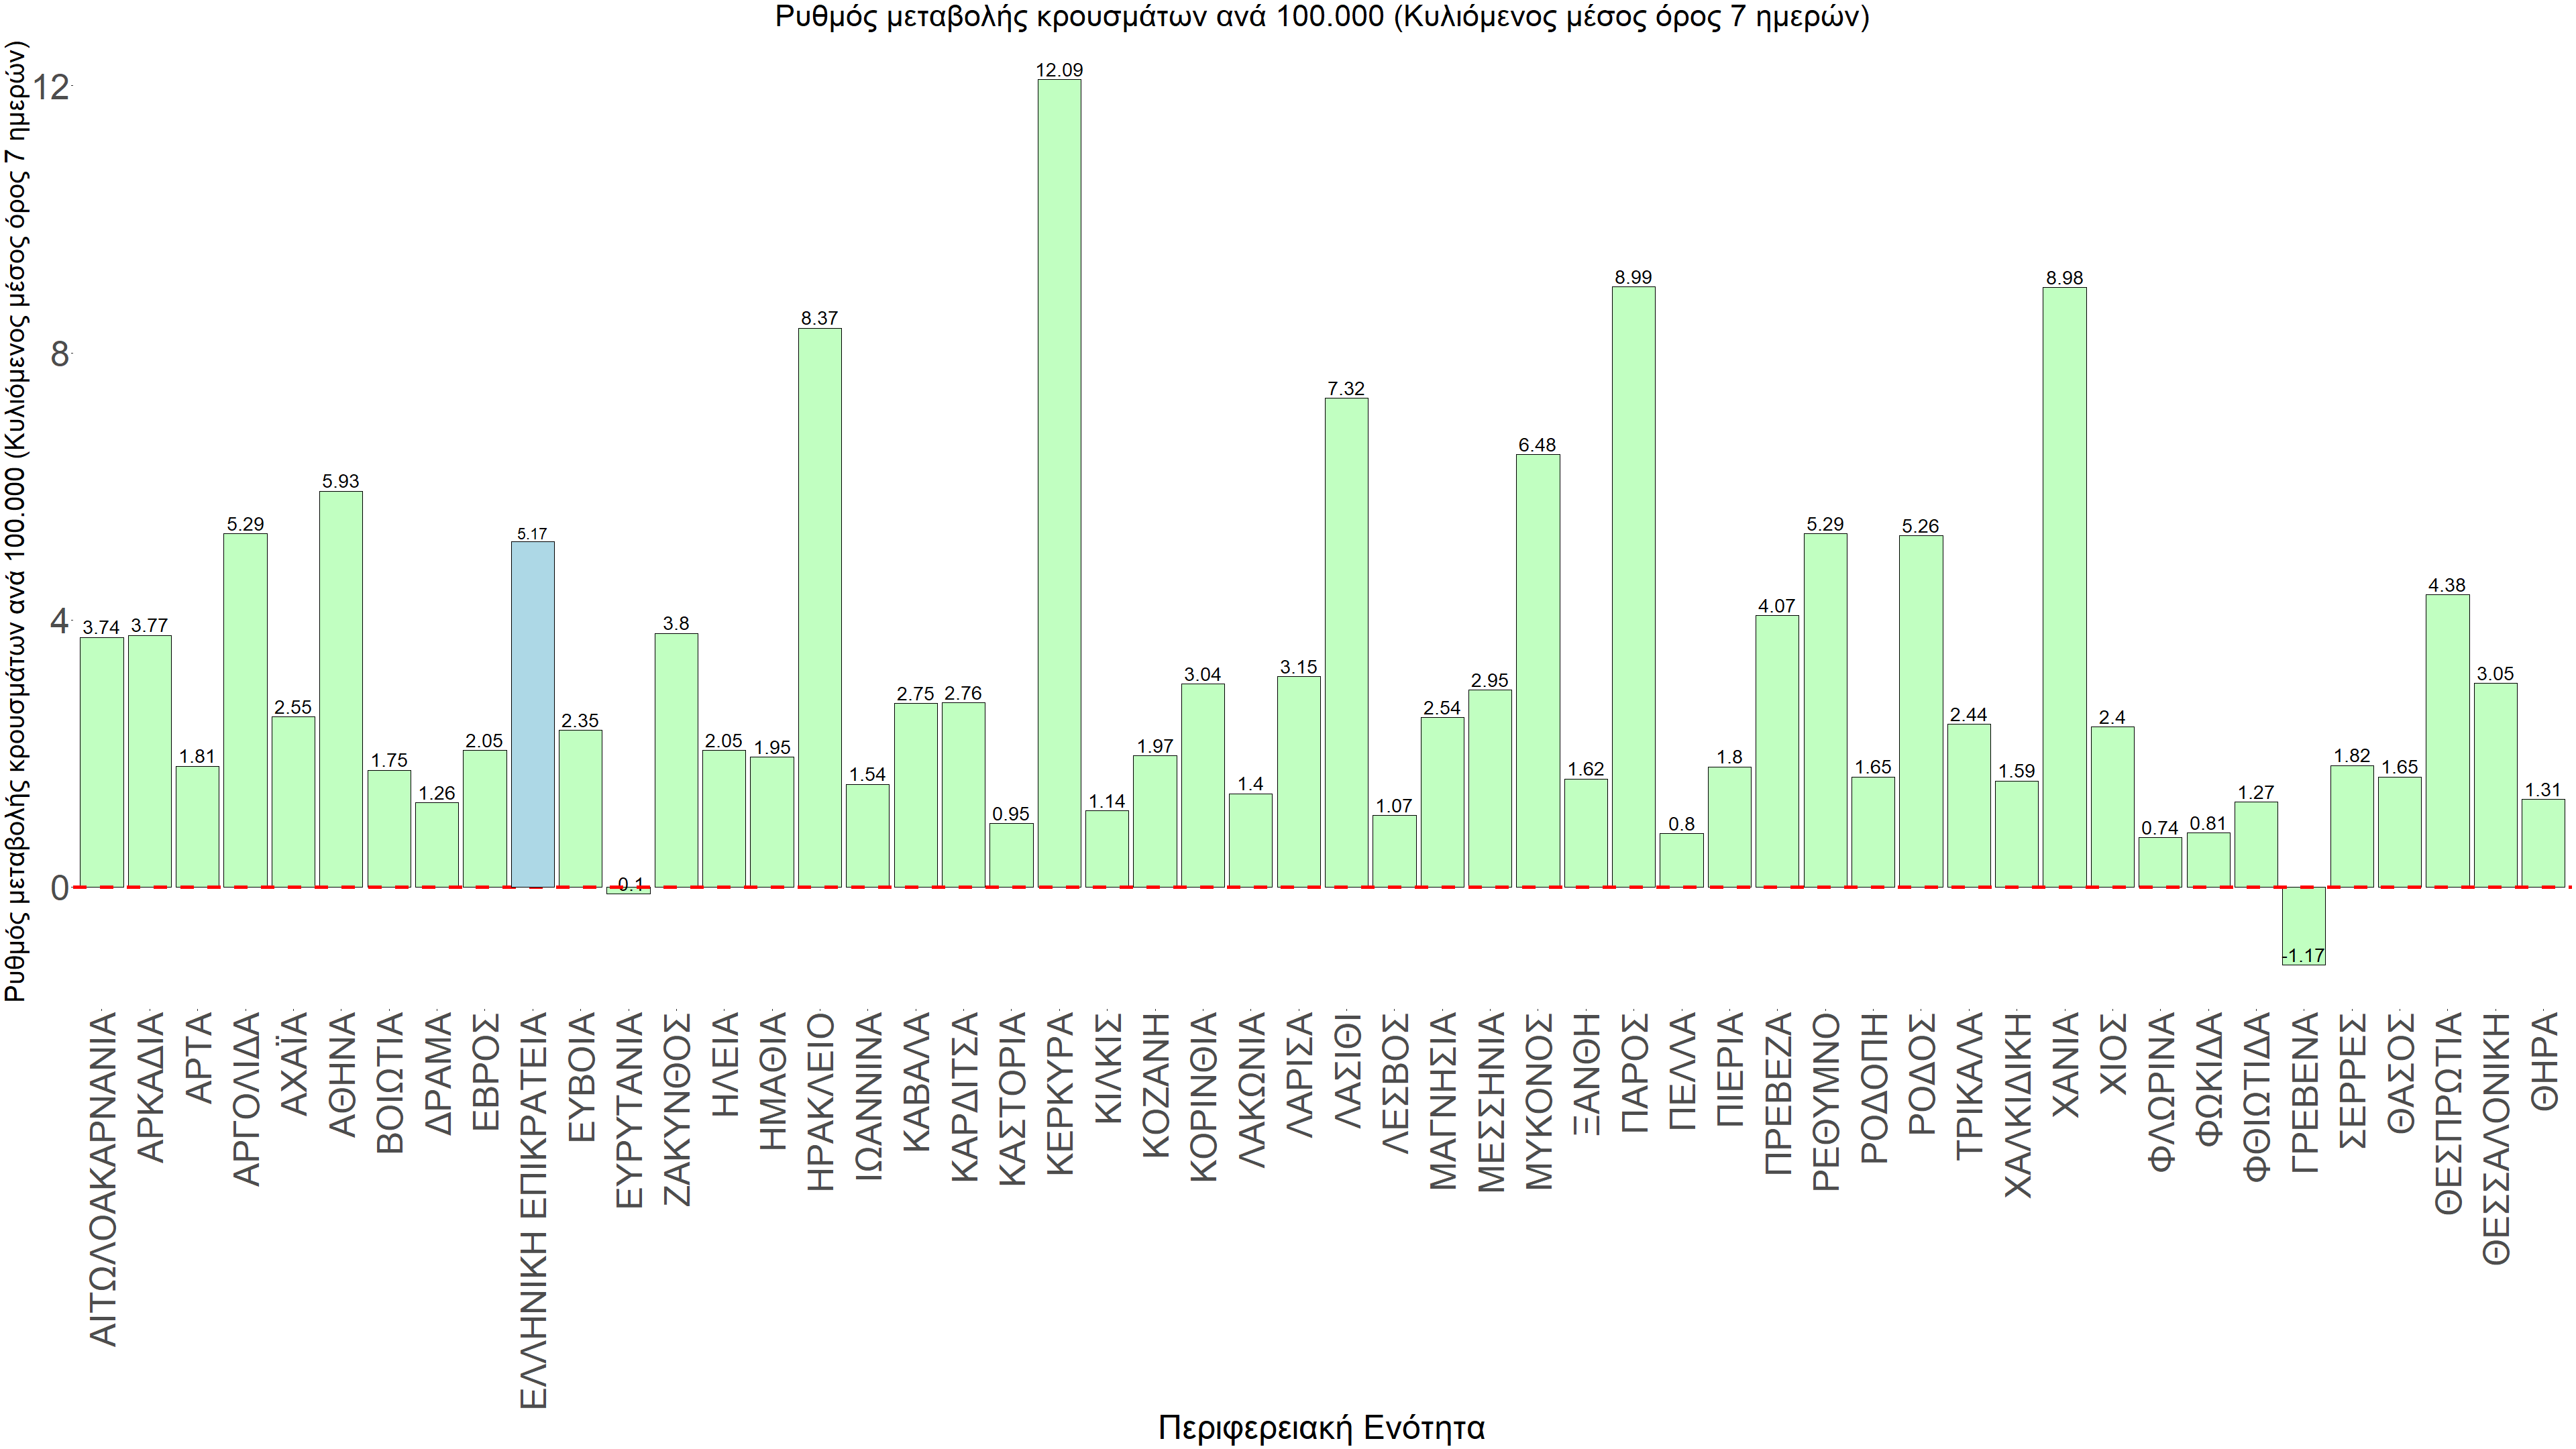 Ρυθμός μεταβολής κρουσμάτων ανά 100.000 (Κυλιόμενος μέσος όρος 7 ημερών)
Ρυθμός μεταβολής κρουσμάτων ανά 100.000 (Κυλιόμενος μέσος όρος 7 ημερών)
12
8
4
0
3.74
3.77
1.81
5.29
2.55
5.93
1.75
1.26
2.05
5.17
2.35
-0.1
3.8
2.05
1.95
8.37
1.54
2.75
2.76
0.95
12.09
1.14
1.97
3.04
1.4
3.15
7.32
1.07
2.54
2.95
6.48
1.62
8.99
0.8
1.8
4.07
5.29
1.65
5.26
2.44
1.59
8.98
2.4
0.74
0.81
1.27
-1.17
1.82
1.65
4.38
3.05
1.31
ΑΙΤΩΛΟΑΚΑΡΝΑΝΙΑ
ΑΡΚΑΔΙΑ
ΑΡΤΑ
ΑΡΓΟΛΙΔΑ
ΑΧΑΪΑ
ΑΘΗΝΑ
ΒΟΙΩΤΙΑ
ΔΡΑΜΑ
ΕΒΡΟΣ
ΕΛΛΗΝΙΚΗ ΕΠΙΚΡΑΤΕΙΑ
ΕΥΒΟΙΑ
ΕΥΡΥΤΑΝΙΑ
ΖΑΚΥΝΘΟΣ
ΗΛΕΙΑ
ΗΜΑΘΙΑ
ΗΡΑΚΛΕΙΟ
ΙΩΑΝΝΙΝΑ
ΚΑΒΑΛΑ
ΚΑΡΔΙΤΣΑ
ΚΑΣΤΟΡΙΑ
ΚΕΡΚΥΡΑ
ΚΙΛΚΙΣ
ΚΟΖΑΝΗ
ΚΟΡΙΝΘΙΑ
ΛΑΚΩΝΙΑ
ΛΑΡΙΣΑ
ΛΑΣΙΘΙ
ΛΕΣΒΟΣ
ΜΑΓΝΗΣΙΑ
ΜΕΣΣΗΝΙΑ
ΜΥΚΟΝΟΣ
ΞΑΝΘΗ
ΠΑΡΟΣ
ΠΕΛΛΑ
ΠΙΕΡΙΑ
ΠΡΕΒΕΖΑ
ΡΕΘΥΜΝΟ
ΡΟΔΟΠΗ
ΡΟΔΟΣ
ΤΡΙΚΑΛΑ
ΧΑΛΚΙΔΙΚΗ
ΧΑΝΙΑ
ΧΙΟΣ
ΦΛΩΡΙΝΑ
ΦΩΚΙΔΑ
ΦΘΙΩΤΙΔΑ
ΓΡΕΒΕΝΑ
ΣΕΡΡΕΣ
ΘΑΣΟΣ
ΘΕΣΠΡΩΤΙΑ
ΘΕΣΣΑΛΟΝΙΚΗ
ΘΗΡΑ
Περιφερειακή Ενότητα